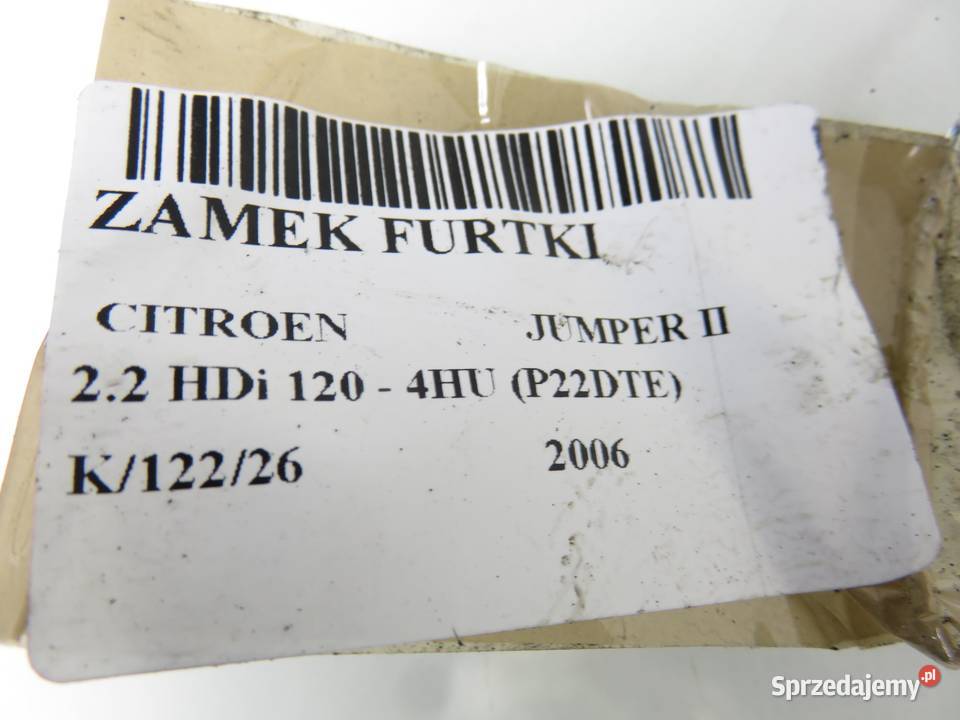 ZAMEK FURTKI
CITROEN JUMPER II
2.2 HDi 120 - 4HU (P22DTE)
K/122/26 2006
Sprzedajemy.pl